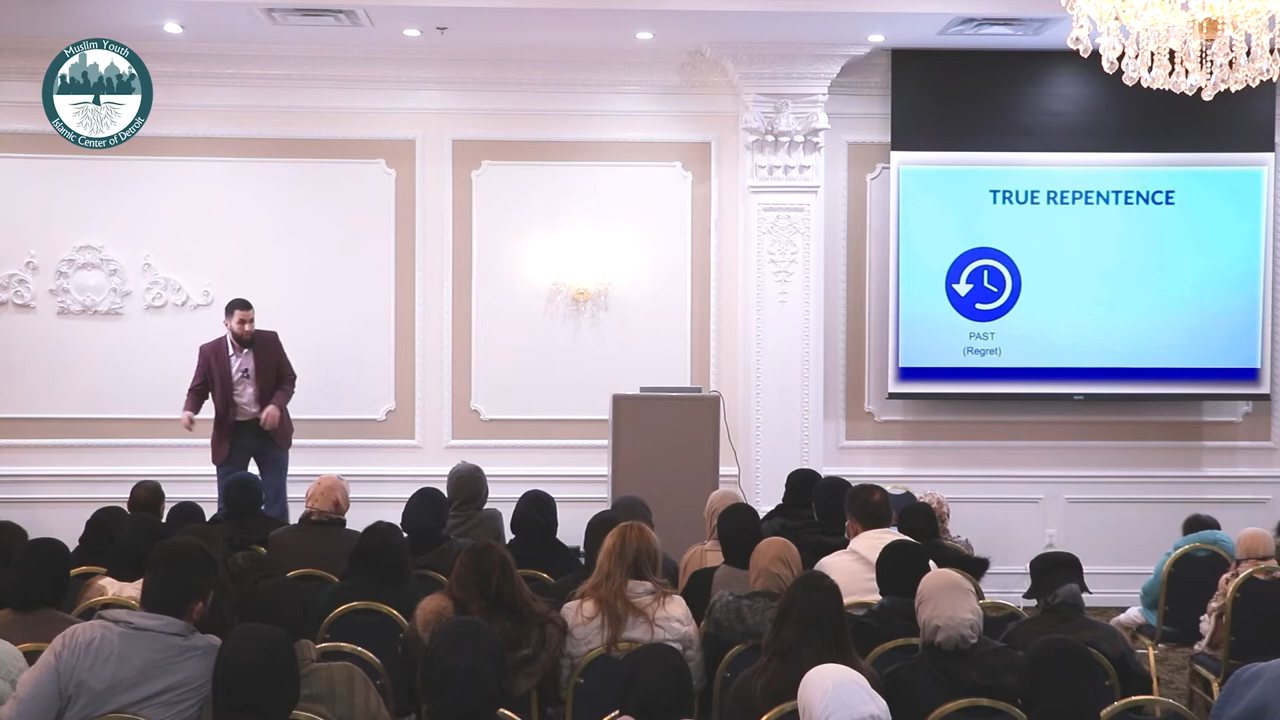 Muslim Youth
Islamic Center of Detroit
TRUE REPENTENCE
PAST
(Regret)